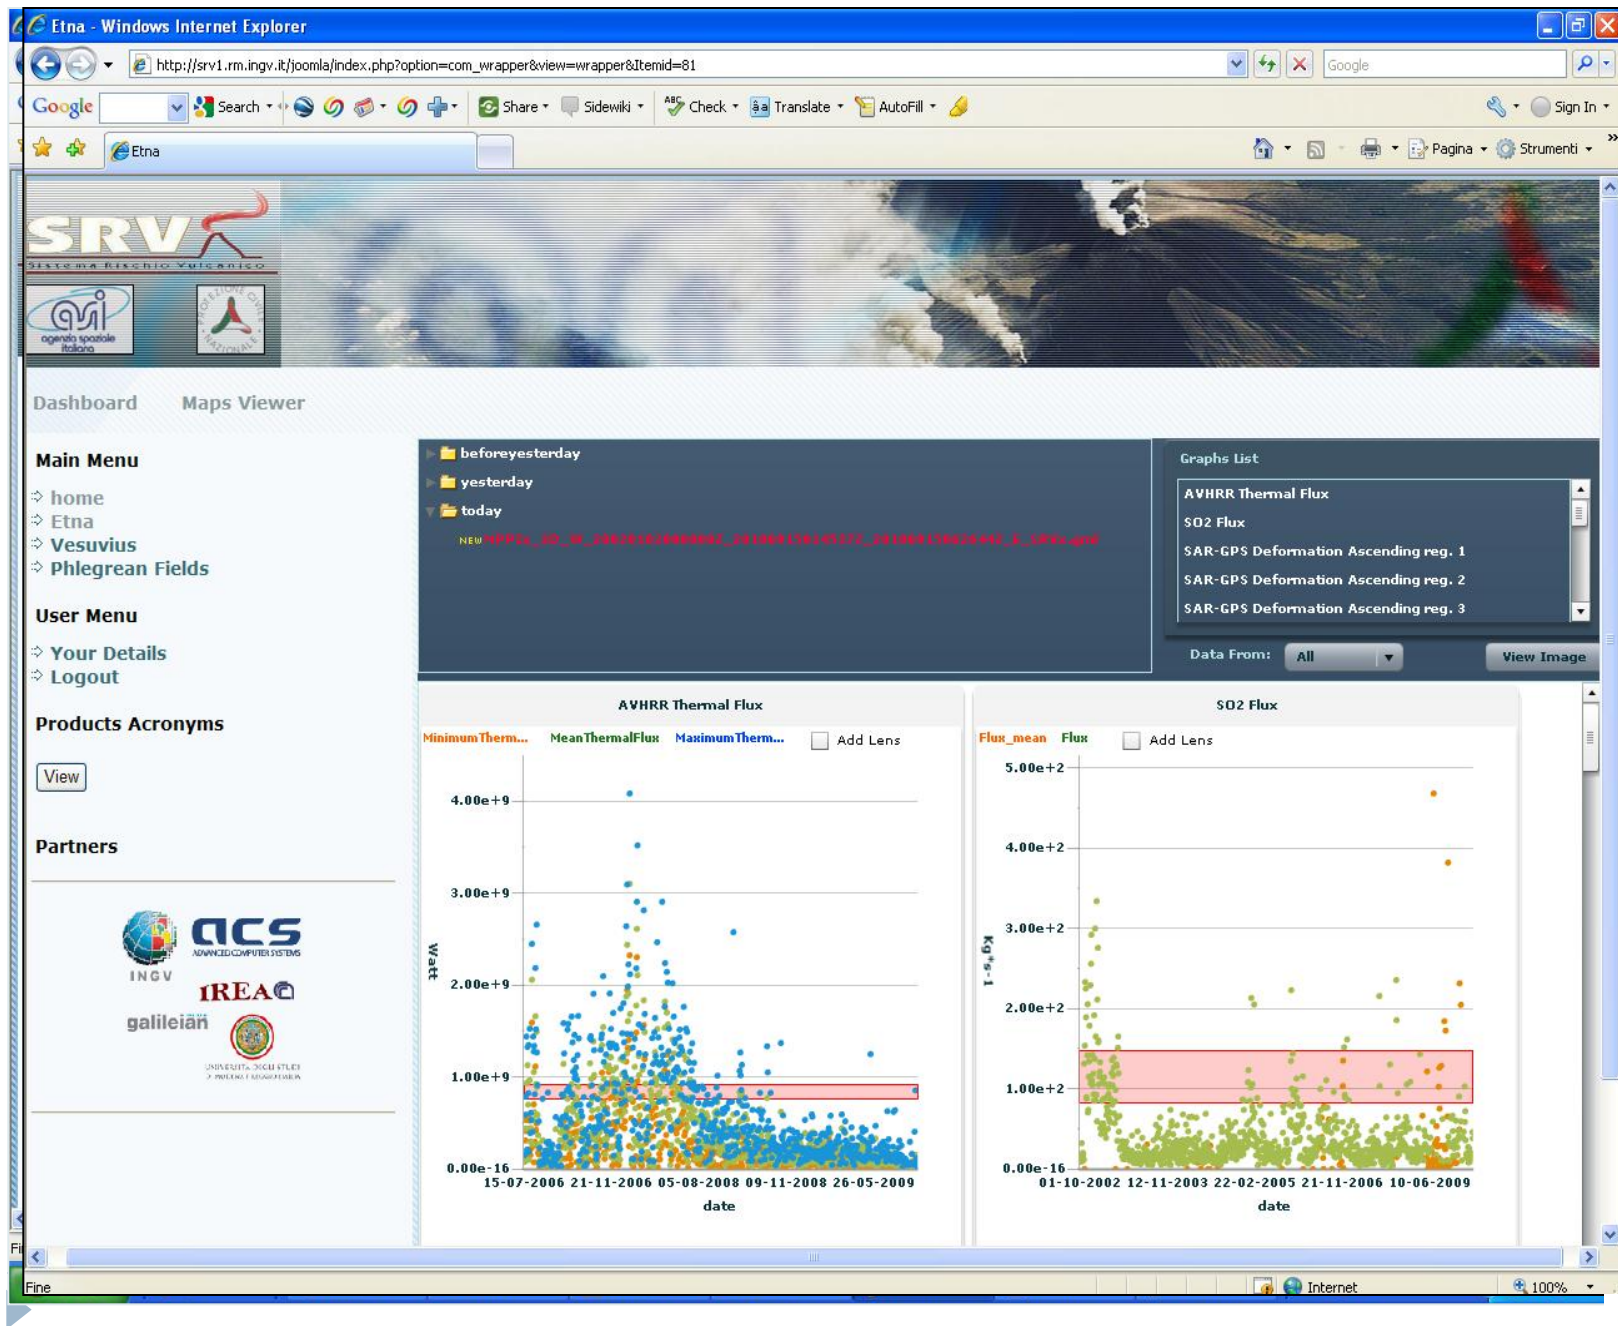 Etna - Windows Internet Explorer
http://srv1.rm.ingv.it/joomla/index.php?option=com_wrapper&view=wrapper&Itemid=81
Google
Google Search Share Sidewiki Check Translate AutoFill Sign In
Etna
Pagina Strumenti
SRV
Sistema Rischio Vulcanico
asi
agenzia spaziale
italiana
PROTEZIONE CIVILE
NAZIONALE
Dashboard Maps Viewer
Main Menu
home
Etna
Vesuvius
Phlegrean Fields
User Menu
Your Details
Logout
Products Acronyms
View
Partners
INGV
acs
ADVANCED COMPUTER SYSTEMS
IREA
galileian
beforeyesterday
yesterday
today
NEW
Graphs List
AVHRR Thermal Flux
SO2 Flux
SAR-GPS Deformation Ascending reg. 1
SAR-GPS Deformation Ascending reg. 2
SAR-GPS Deformation Ascending reg. 3
Data From: All View Image
AVHRR Thermal Flux
MinimumTherm... MeanThermalFlux MaximumTherm... Add Lens
4.00e+9
3.00e+9
2.00e+9
1.00e+9
0.00e-16
Watt
15-07-2006 21-11-2006 05-08-2008 09-11-2008 26-05-2009
date
SO2 Flux
Flux_mean Flux Add Lens
5.00e+2
4.00e+2
3.00e+2
2.00e+2
1.00e+2
0.00e-16
Kg*s-1
01-10-2002 12-11-2003 22-02-2005 21-11-2006 10-06-2009
date
Fine
Internet
100%